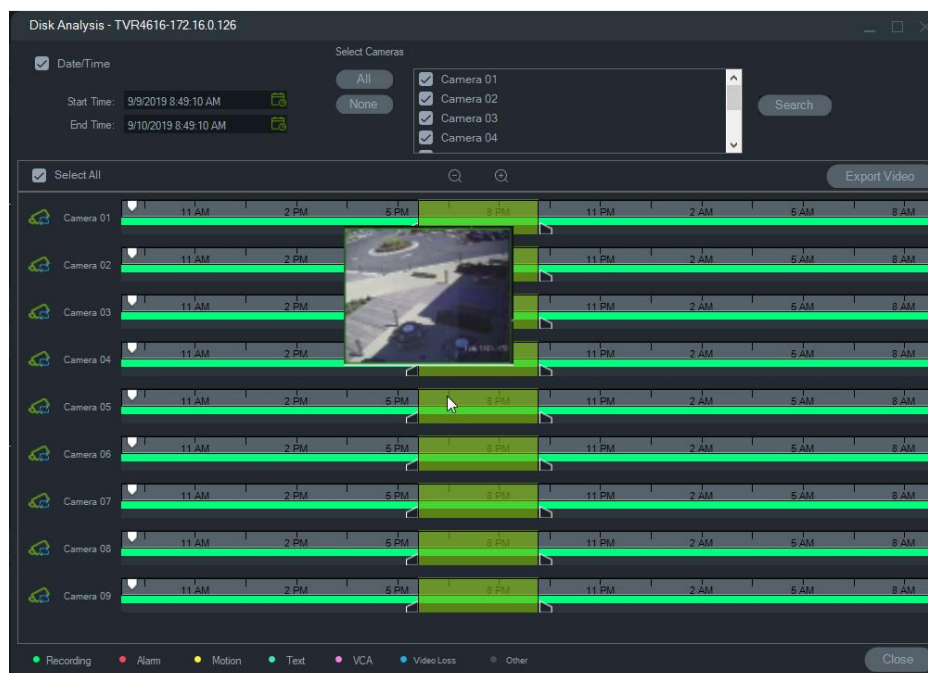 Disk Analysis - TVR4616-172.16.0.126
Date/Time
Select Cameras
All
None
Camera 01
Camera 02
Camera 03
Camera 04
Search
Start Time: 9/9/2019 8:49:10 AM
End Time: 9/10/2019 8:49:10 AM
Select All
Export Video
Camera 01 11 AM 2 PM 5 PM 8 PM 11 PM 2 AM 5 AM 8 AM
Camera 02 11 AM 2 PM 11 PM 2 AM 5 AM 8 AM
Camera 03 11 AM 2 PM 11 PM 2 AM 5 AM 8 AM
Camera 04 11 AM 2 PM 11 PM 2 AM 5 AM 8 AM
Camera 05 11 AM 2 PM 5 PM 8 PM 11 PM 2 AM 5 AM 8 AM
Camera 06 11 AM 2 PM 5 PM 8 PM 11 PM 2 AM 5 AM 8 AM
Camera 07 11 AM 2 PM 5 PM 8 PM 11 PM 2 AM 5 AM 8 AM
Camera 08 11 AM 2 PM 5 PM 8 PM 11 PM 2 AM 5 AM 8 AM
Camera 09 11 AM 2 PM 5 PM 8 PM 11 PM 2 AM 5 AM 8 AM
Recording Alarm Motion Text VCA Video Loss Other
Close